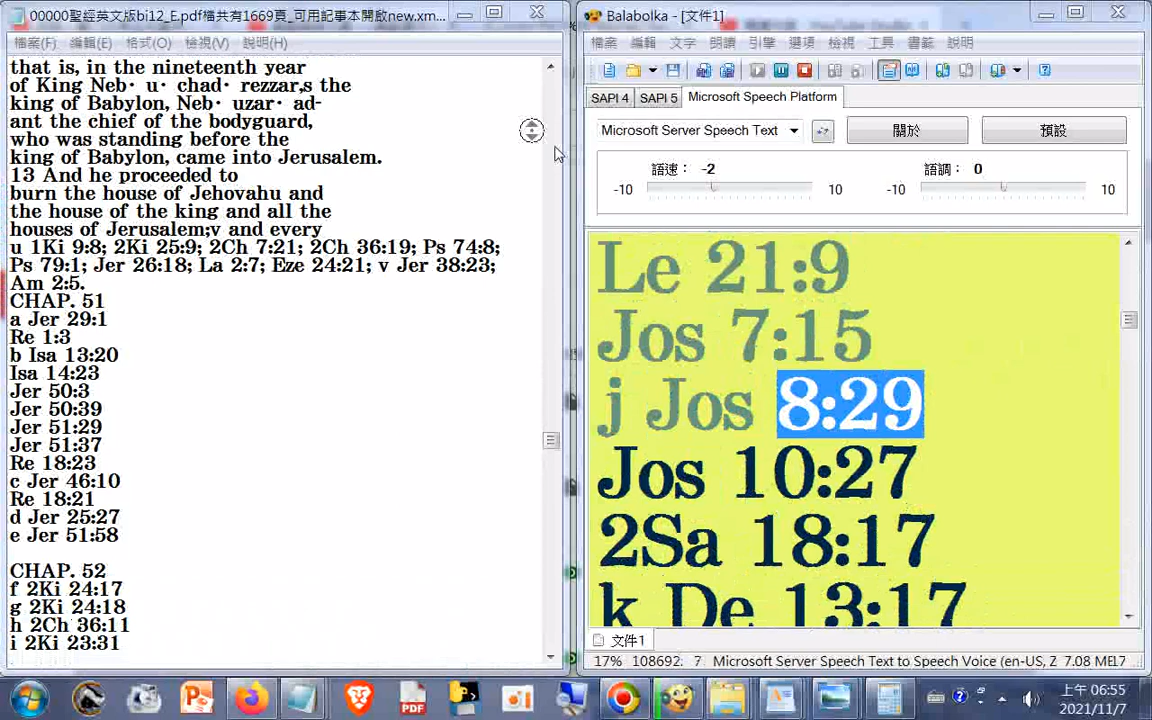 00000聖經英文版bi12_E.pdf檔共有1669頁_可用記事本開啟new.xm...
檔案(F) 編輯(E) 格式(O) 檢視(V) 說明(H)
that is, in the nineteenth year
of King Neb· u· chad· rezzar,s the
king of Babylon, Neb· uzar· ad-
ant the chief of the bodyguard,
who was standing before the
king of Babylon, came into Jerusalem.
13 And he proceeded to
burn the house of Jehovahu and
the house of the king and all the
houses of Jerusalem;v and every
u 1Ki 9:8; 2Ki 25:9; 2Ch 7:21; 2Ch 36:19; Ps 74:8;
Ps 79:1; Jer 26:18; La 2:7; Eze 24:21; v Jer 38:23;
Am 2:5.
CHAP. 51
a Jer 29:1
Re 1:3
b Isa 13:20
Isa 14:23
Jer 50:3
Jer 50:39
Jer 51:29
Jer 51:37
Re 18:23
c Jer 46:10
Re 18:21
d Jer 25:27
e Jer 51:58
CHAP. 52
f 2Ki 24:17
g 2Ki 24:18
h 2Ch 36:11
i 2Ki 23:31
Balabolka - [文件1]
檔案 編輯 文字 朗讀 引擎 選項 檢視 工具 書籤 說明
SAPI 4 SAPI 5 Microsoft Speech Platform
Microsoft Server Speech Text 關於 預設
語速: -2 語調: 0
-10 10 -10 10
Le 21:9
Jos 7:15
j Jos 8:29
Jos 10:27
2Sa 18:17
k De 13:17
文件1
17% 108692: 7 Microsoft Server Speech Text to Speech Voice (en-US, Z 7.08 ME17
PDF
上午 06:55
2021/11/7